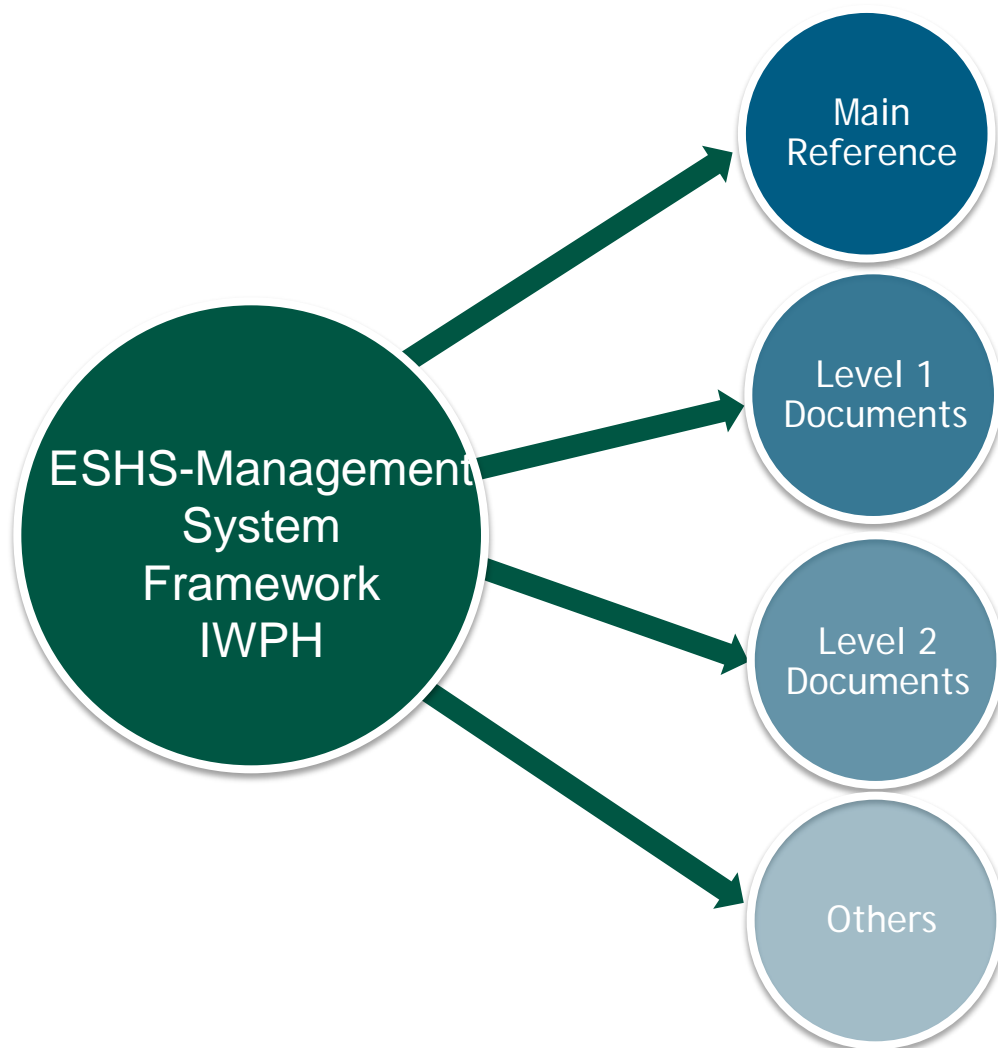 Main
Reference
Level 1
Documents
ESHS-Management
System
Framework
IWPH
Level 2
Documents
Others